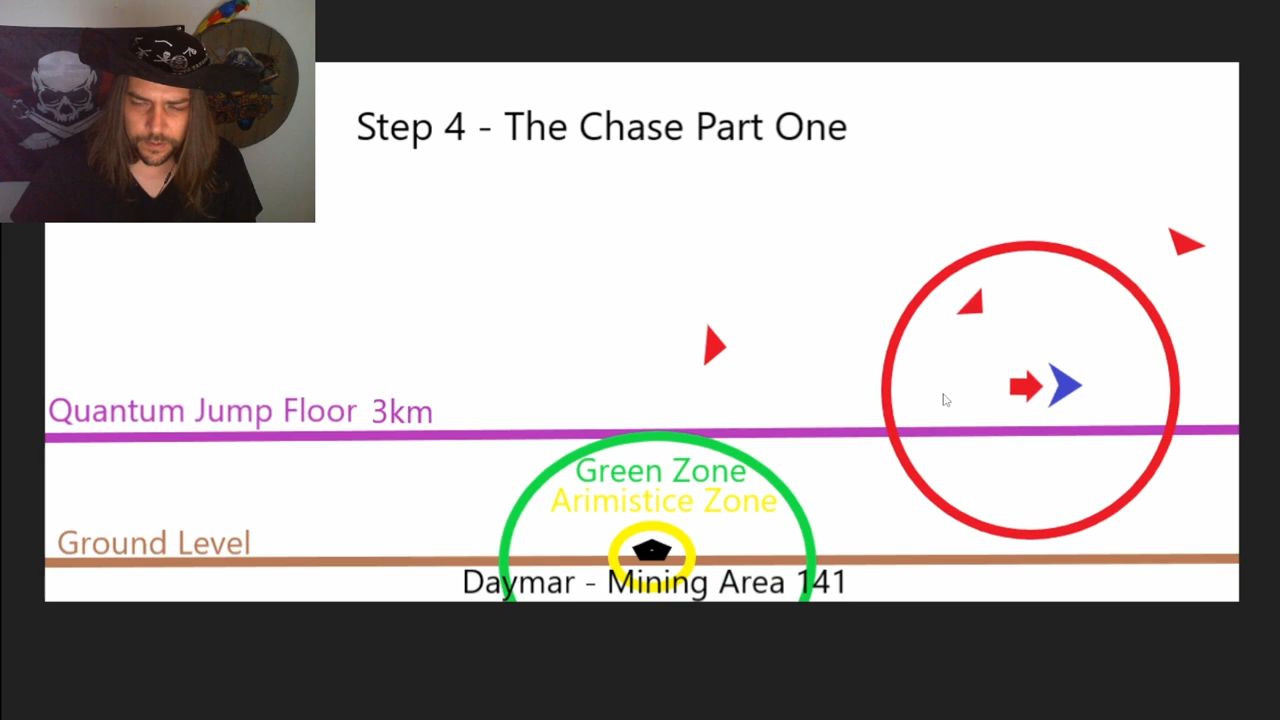 Step 4 - The Chase Part One
Quantum Jump Floor 3km
Green Zone
Arimistice Zone
Ground Level
Daymar - Mining Area 141